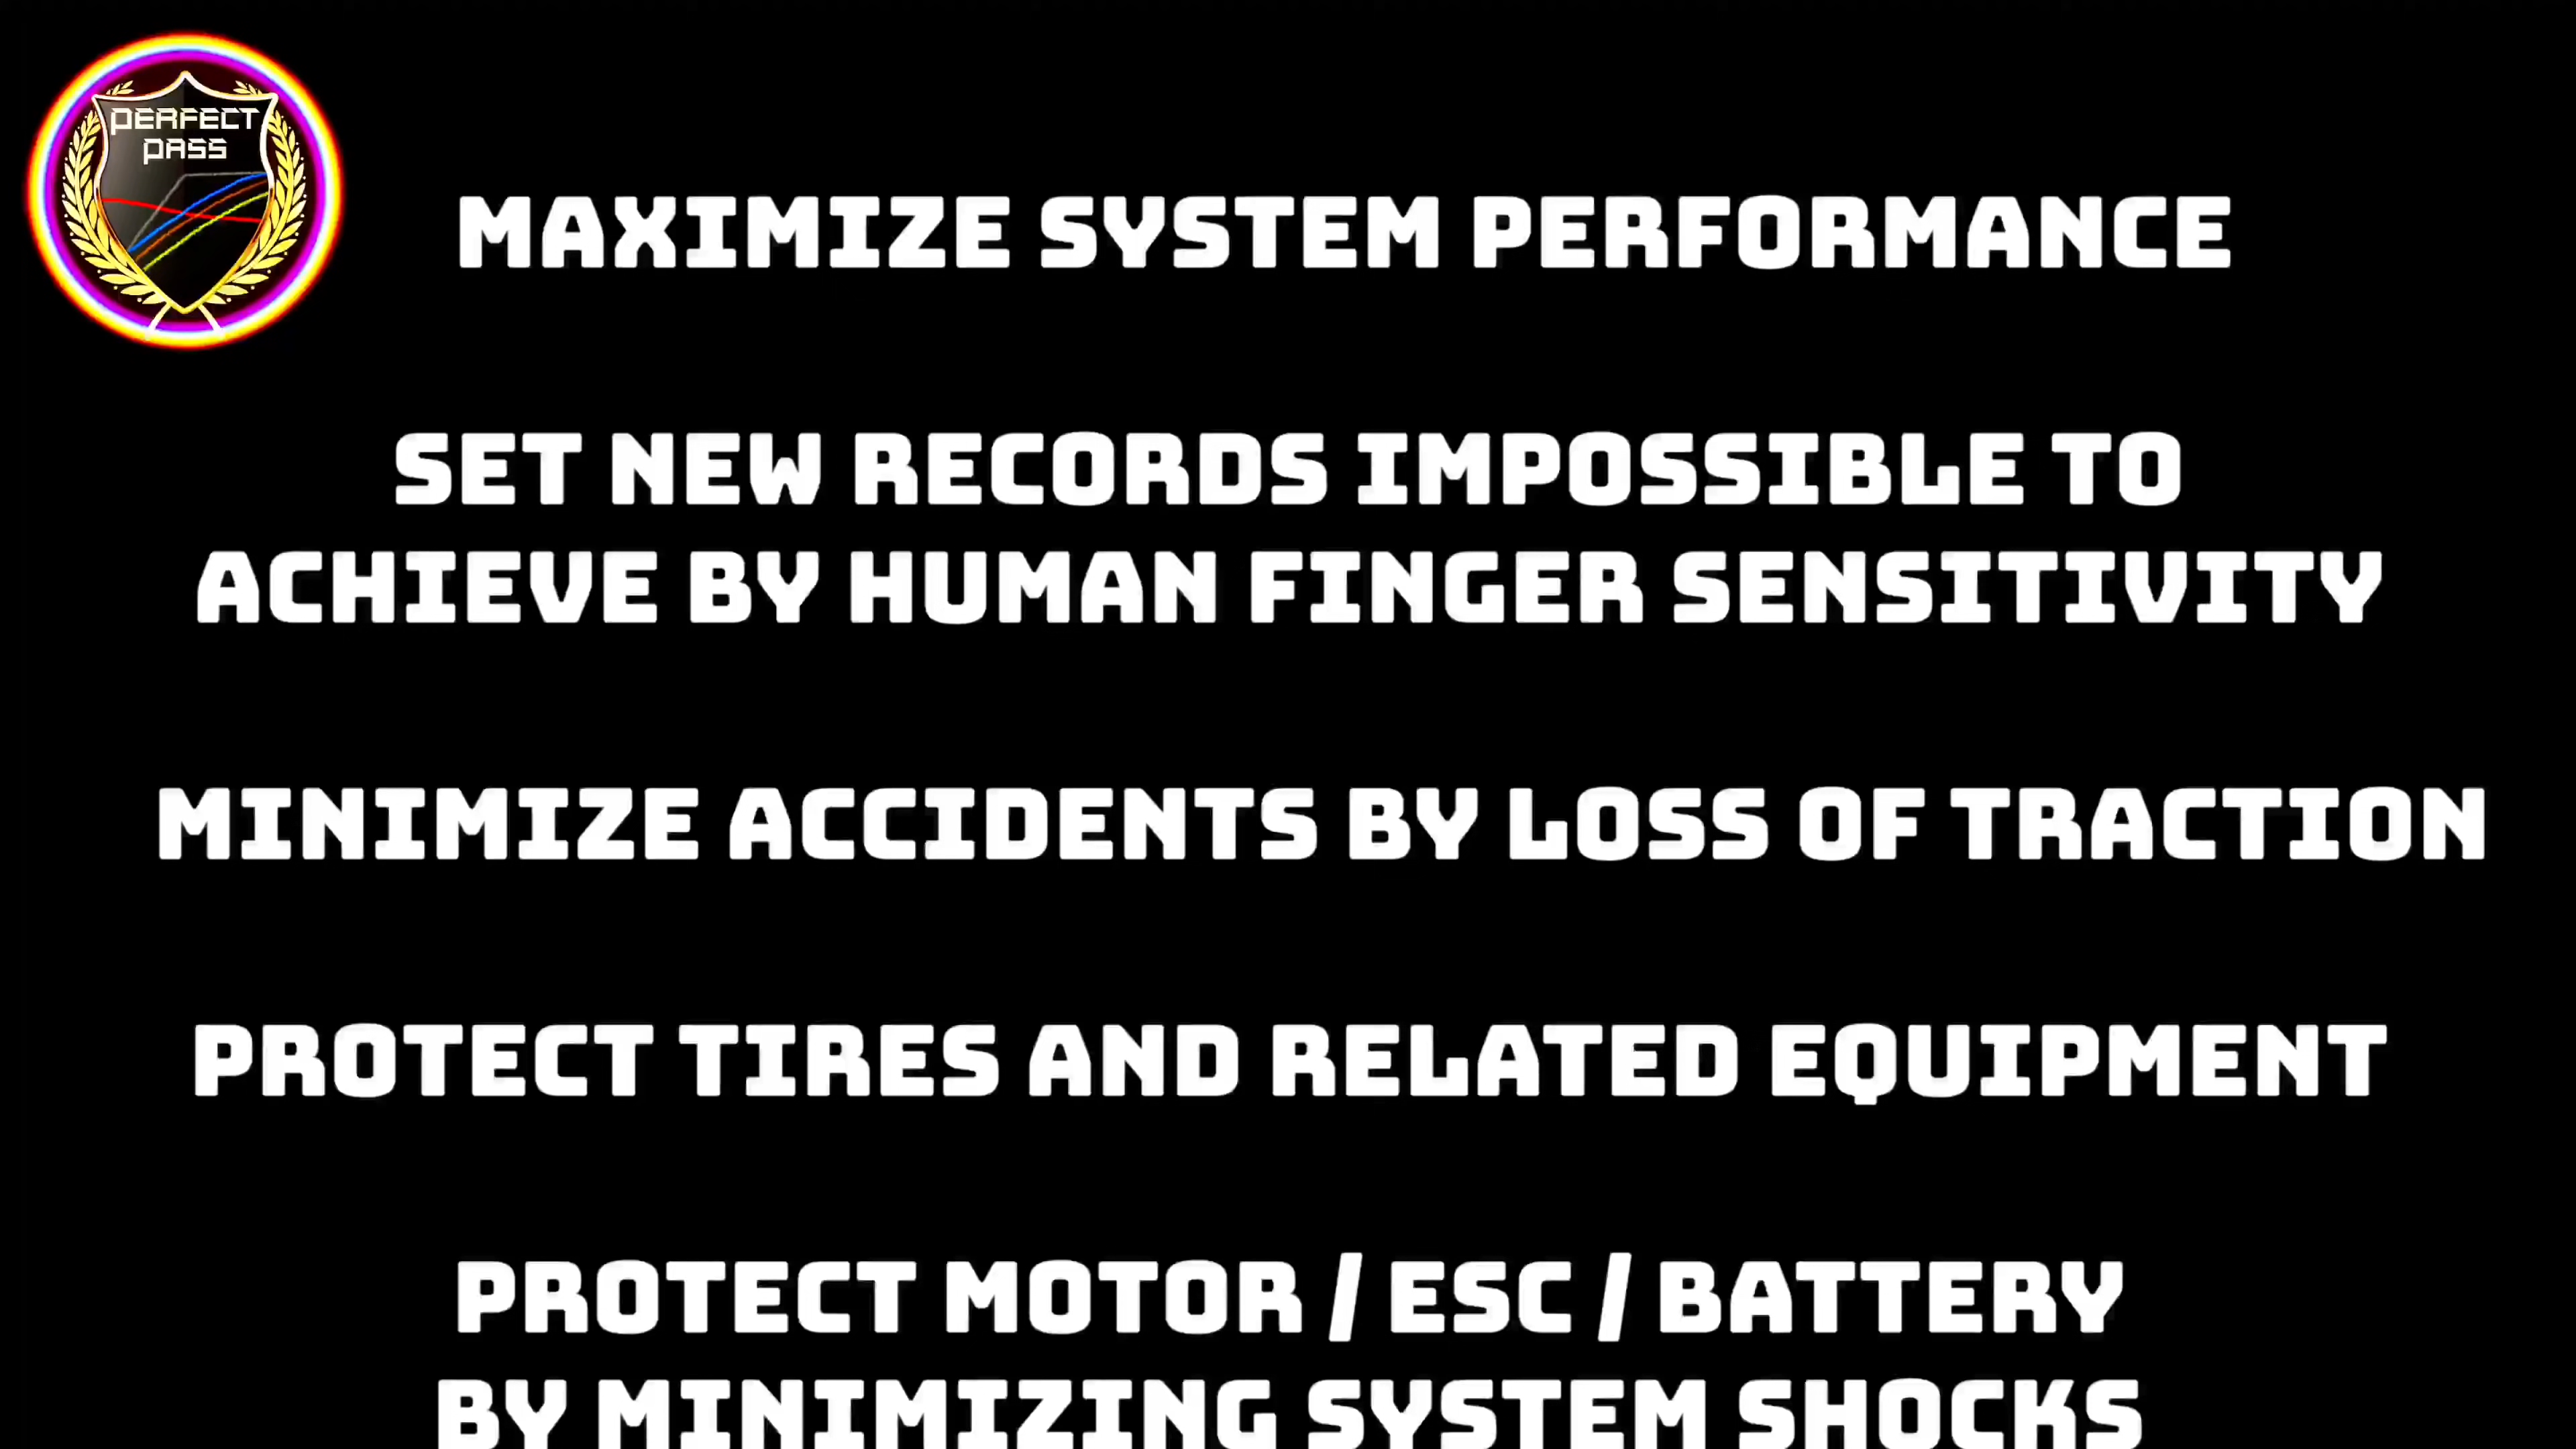 PERFECT
PASS
MAXIMIZE SYSTEM PERFORMANCE
SET NEW RECORDS IMPOSSIBLE TO
ACHIEVE BY HUMAN FINGER SENSITIVITY
MINIMIZE ACCIDENTS BY LOSS OF TRACTION
PROTECT TIRES AND RELATED EQUIPMENT
PROTECT MOTOR / ESC / BATTERY
BY MINIMIZING SYSTEM SHOCKS